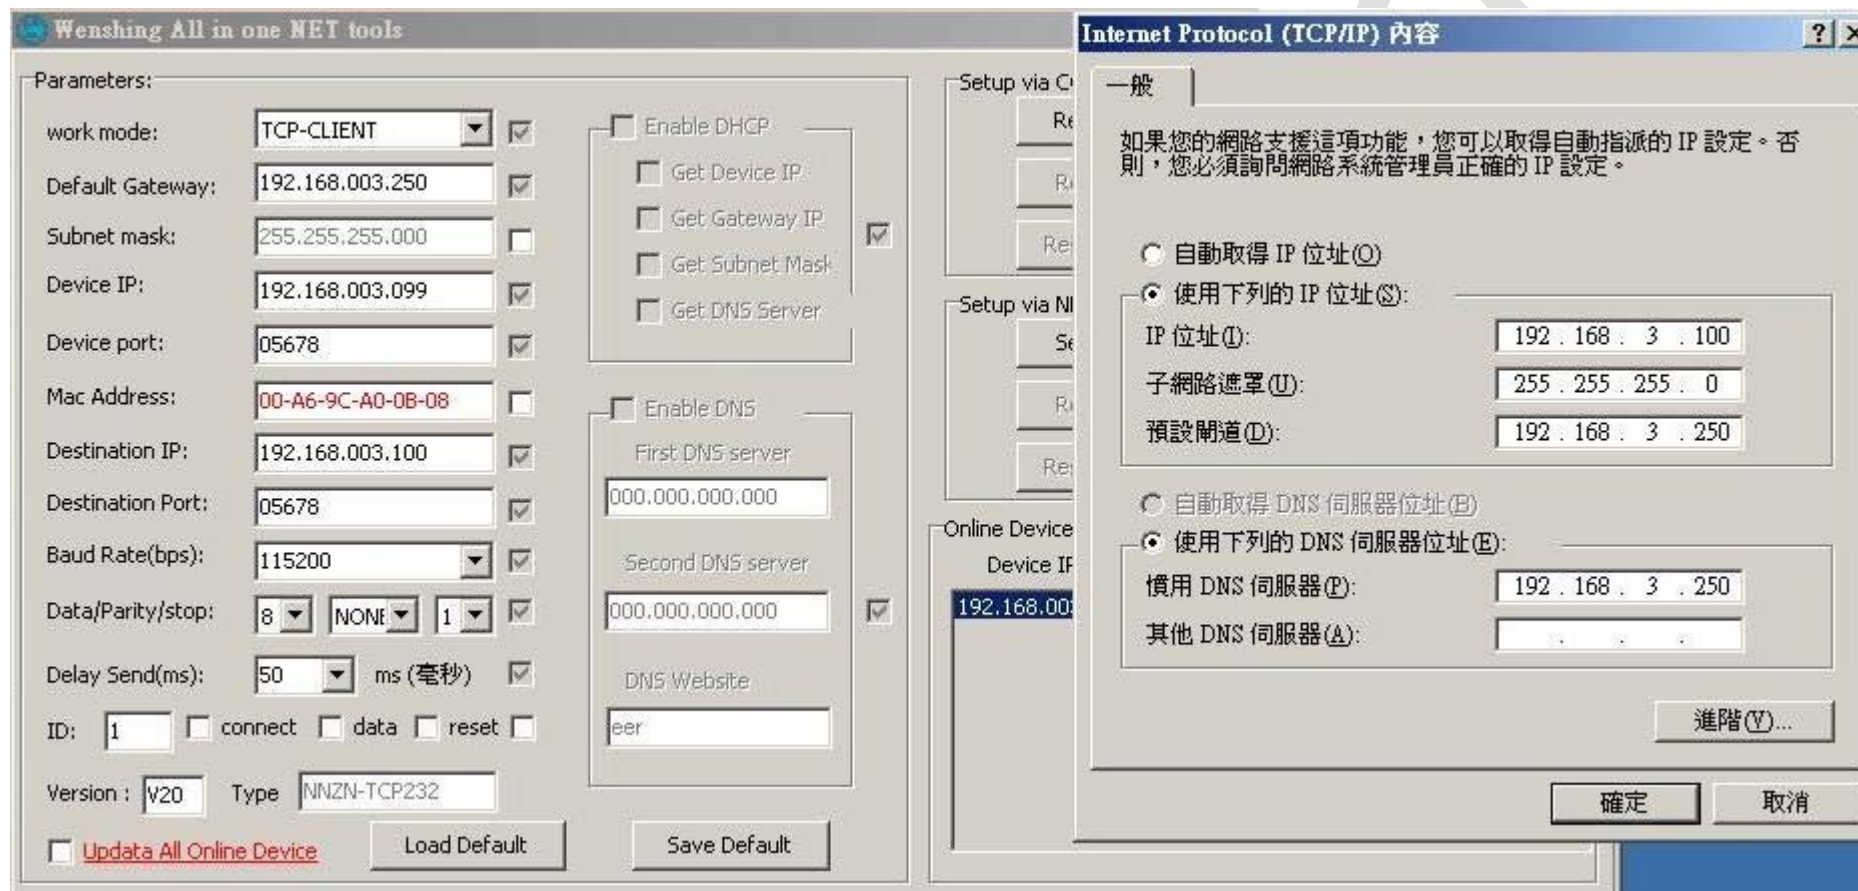 Wenshing All in one NET tools
Parameters:
work mode: TCP-CLIENT
Default Gateway: 192.168.003.250
Subnet mask: 255.255.255.000
Device IP: 192.168.003.099
Device port: 05678
Mac Address: 00-A6-9C-A0-0B-08
Destination IP: 192.168.003.100
Destination Port: 05678
Baud Rate(bps): 115200
Data/Parity/stop: 8 NONE 1
Delay Send(ms): 50 ms (毫秒)
ID: 1 connect data reset
Version : V20 Type NNZN-TCP232
Updata All Online Device
Load Default
Save Default
Enable DHCP
Get Device IP
Get Gateway IP
Get Subnet Mask
Get DNS Server
Enable DNS
First DNS server
000.000.000.000
Second DNS server
000.000.000.000
DNS Website
eer
Setup via
Setup via
Online Device
Device IP
192.168.00
Internet Protocol (TCP/IP) 內容
一般
如果您的網路支援這項功能，您可以取得自動指派的 IP 設定。否
則，您必須詢問網路系統管理員正確的 IP 設定。
自動取得 IP 位址(O)
使用下列的 IP 位址(S):
IP 位址(I): 192 . 168 . 3 . 100
子網路遮罩(U): 255 . 255 . 255 . 0
預設閘道(D): 192 . 168 . 3 . 250
自動取得 DNS 伺服器位址(B)
使用下列的 DNS 伺服器位址(E):
慣用 DNS 伺服器(P): 192 . 168 . 3 . 250
其他 DNS 伺服器(A): . . .
進階(V)...
確定
取消